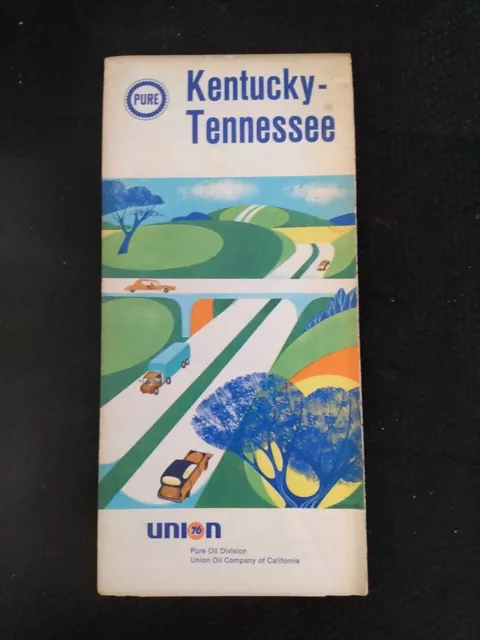 PURE
Kentucky-
Tennessee
union 76
Pure Oil Division
Union Oil Company of California